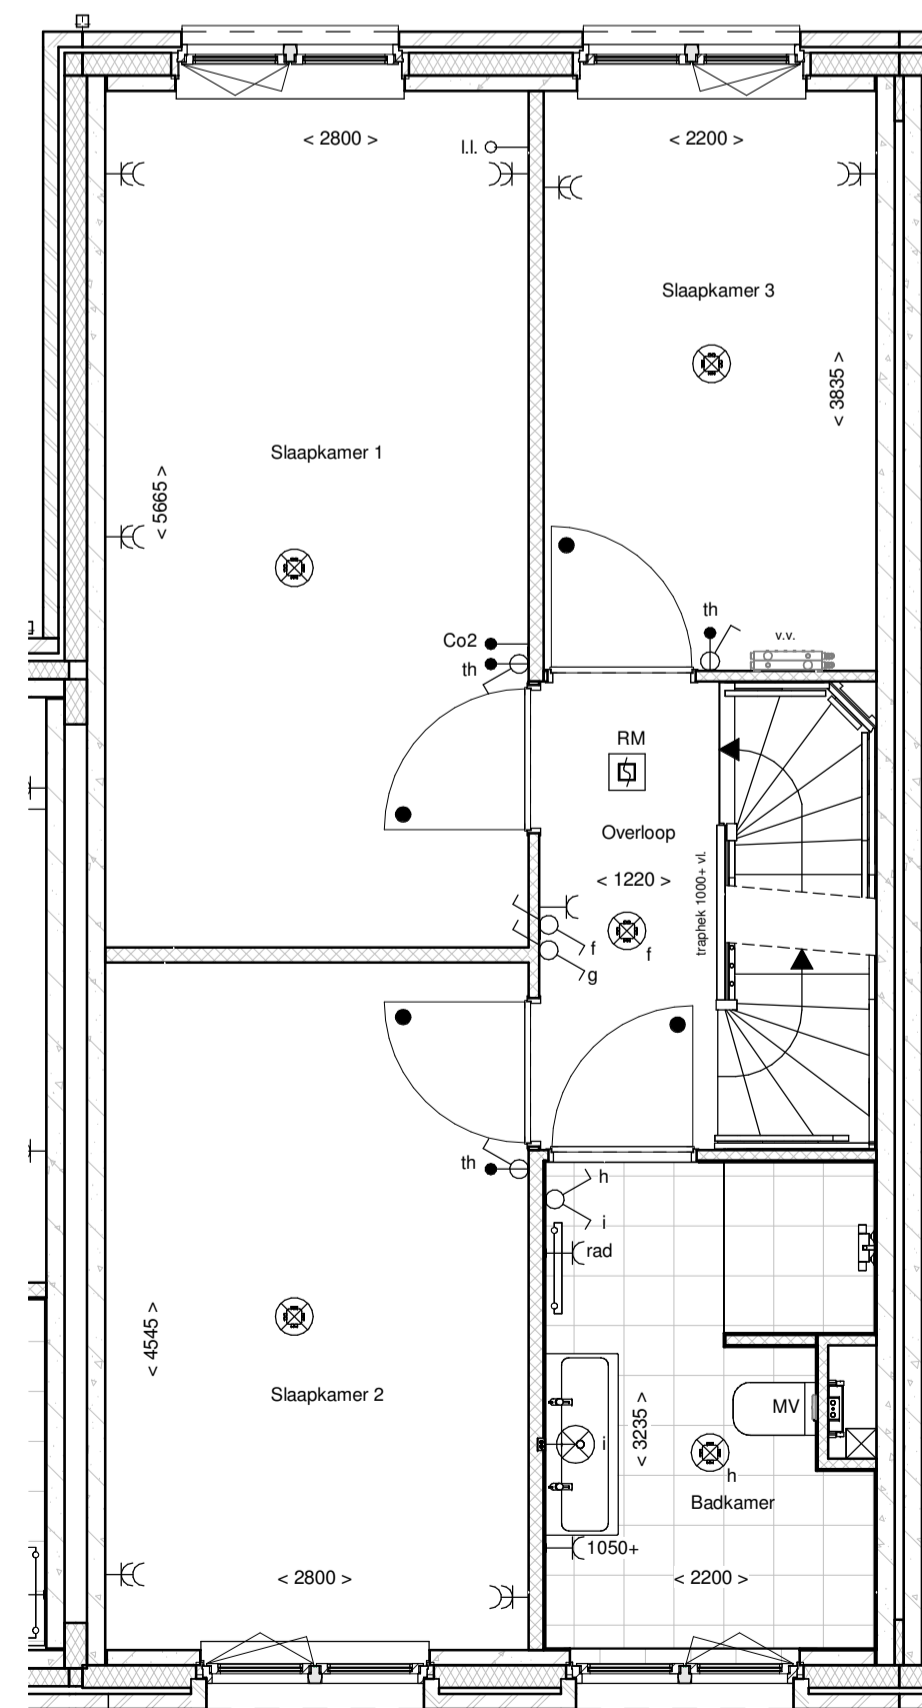 < 2800 >
l.l.
< 2200 >
Slaapkamer 3
< 3835 >
Slaapkamer 1
< 5665 >
th
v.v.
Co2
th
RM
Overloop
< 1220 >
traphek 1000+ vl.
f
f
g
th
h
i
rad
< 4545 >
Slaapkamer 2
< 3235 >
MV
i
h
Badkamer
1050+
< 2800 >
< 2200 >